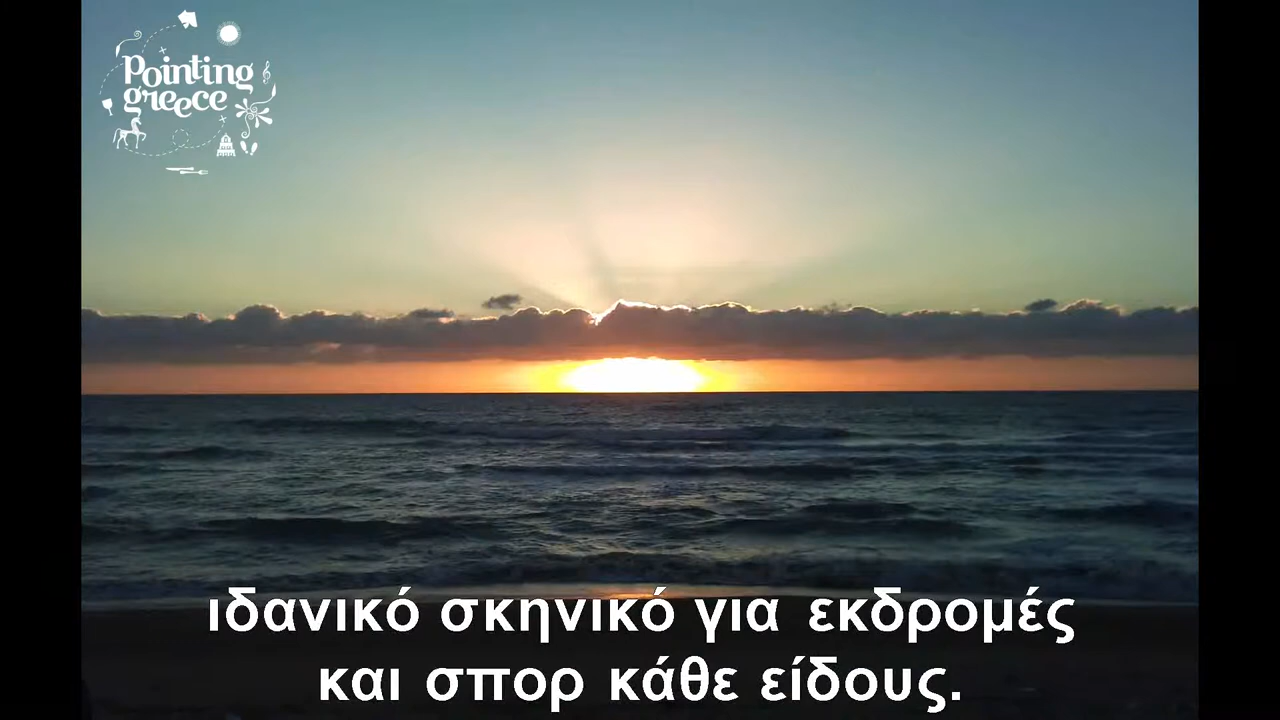 Pointing
greece
ιδανικό σκηνικό για εκδρομές
και σπορ κάθε είδους.